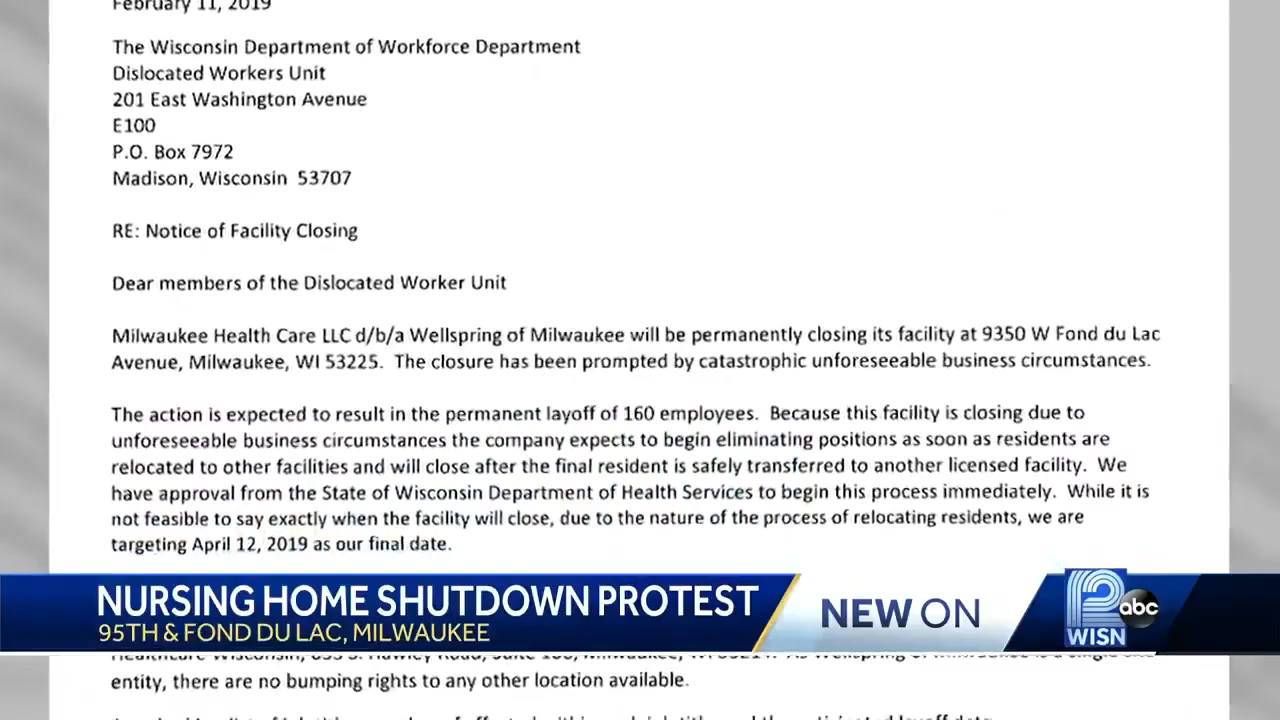 February 11, 2019
The Wisconsin Department of Workforce Department
Dislocated Workers Unit
201 East Washington Avenue
E100
P.O. Box 7972
Madison, Wisconsin 53707
RE: Notice of Facility Closing
Dear members of the Dislocated Worker Unit
Milwaukee Health Care LLC d/b/a Wellspring of Milwaukee will be permanently closing its facility at 9350 W Fond du Lac
Avenue, Milwaukee, WI 53225. The closure has been prompted by catastrophic unforeseeable business circumstances.
The action is expected to result in the permanent layoff of 160 employees. Because this facility is closing due to
unforeseeable business circumstances the company expects to begin eliminating positions as soon as residents are
relocated to other facilities and will close after the final resident is safely transferred to another licensed facility. We
have approval from the State of Wisconsin Department of Health Services to begin this process immediately. While it is
not feasible to say exactly when the facility will close, due to the nature of the process of relocating residents, we are
targeting April 12, 2019 as our final date.
NURSING HOME SHUTDOWN PROTEST
95TH & FOND DU LAC, MILWAUKEE
NEW ON
12 abc
WISN
entity, there are no bumping rights to any other location available.